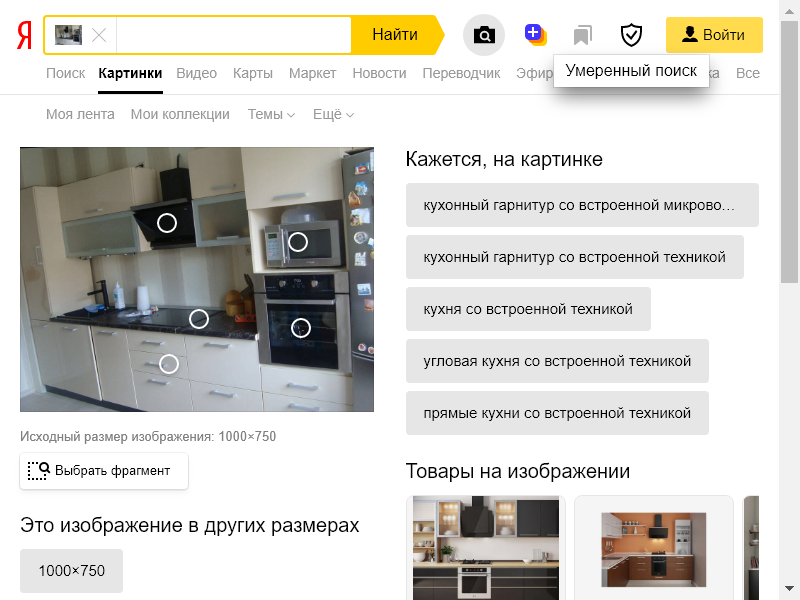 Я
Найти
Войти
Поиск Картинки Видео Карты Маркет Новости Переводчик Эфир Все
Умеренный поиск
Моя лента Мои коллекции Темы Ещё
Кажется, на картинке
кухонный гарнитур со встроенной микрово...
кухонный гарнитур со встроенной техникой
кухня со встроенной техникой
угловая кухня со встроенной техникой
прямые кухни со встроенной техникой
Исходный размер изображения: 1000×750
Выбрать фрагмент
Товары на изображении
Это изображение в других размерах
1000×750